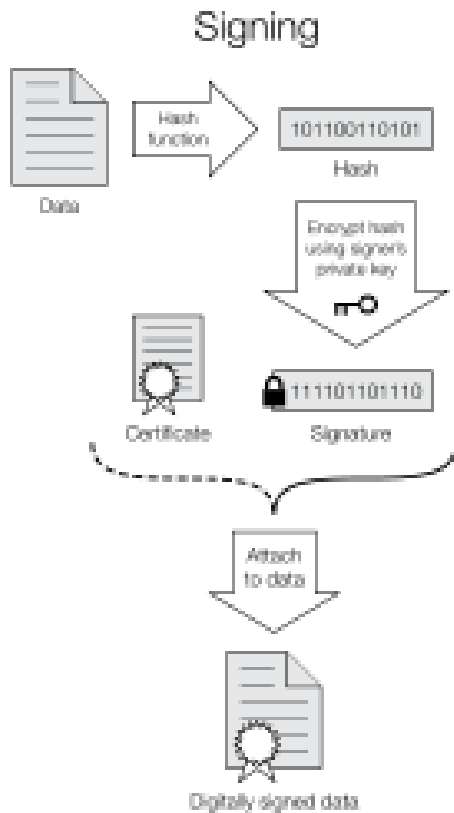 Signing
Hash
function
101100110101
Hash
Data
Encrypt hash
using signer's
private key
111101101110
Certificate
Signature
Attach
to data
Digitally signed data